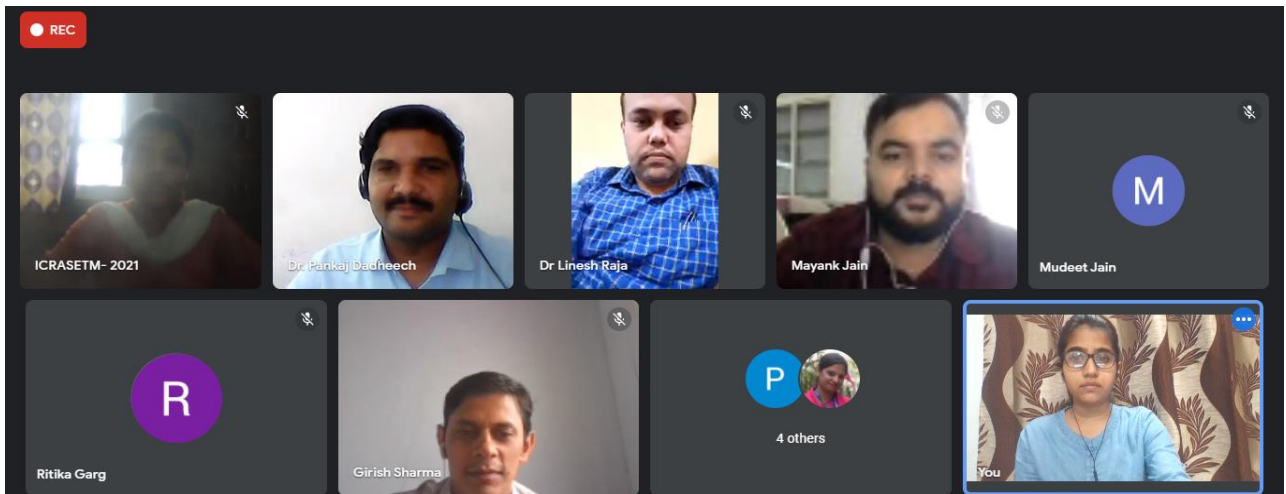 REC
ICRASETM- 2021
Dr. Pankaj Dadheech
Dr Linesh Raja
Mayank Jain
M
Mudeet Jain
R
Ritika Garg
Girish Sharma
P
4 others
You